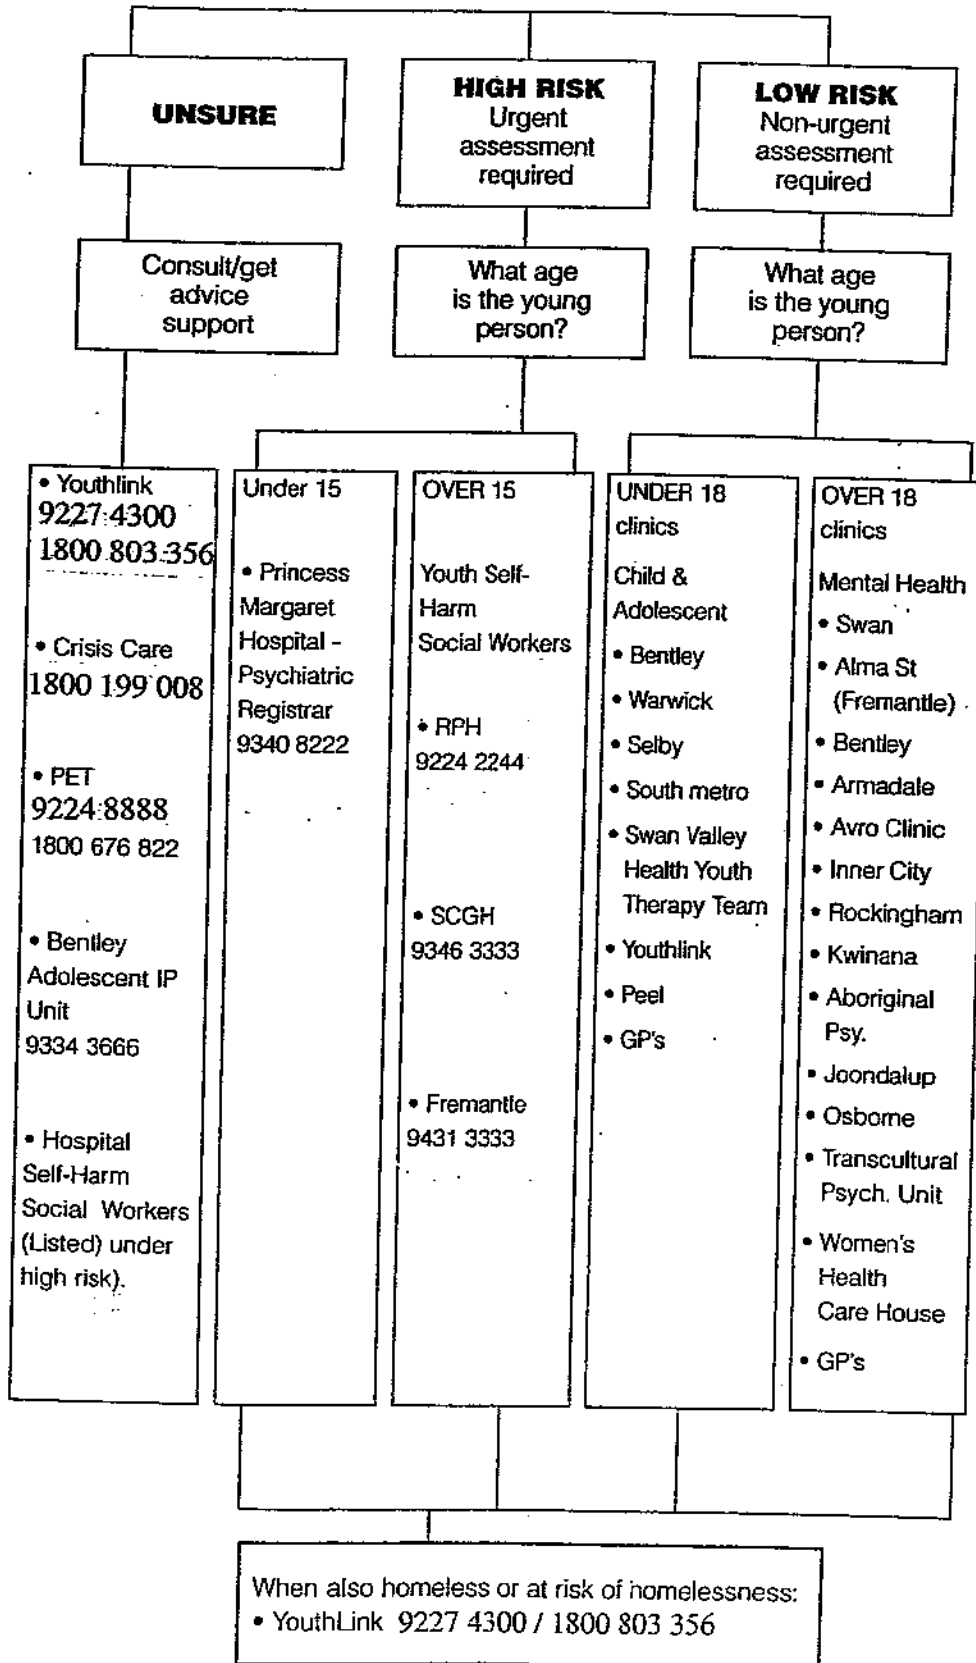 UNSURE
HIGH RISK
Urgent
assessment
required
LOW RISK
Non-urgent
assessment
required
Consult/get
advice
support
What age
is the young
person?
What age
is the young
person?
• Youthlink
9227 4300
1800 803 356
• Crisis Care
1800 199 008
• PET
9224 8888
1800 676 822
• Bentley
Adolescent IP
Unit
9334 3666
• Hospital
Self-Harm
Social Workers
(Listed) under
high risk).
Under 15
• Princess
Margaret
Hospital –
Psychiatric
Registrar
9340 8222
OVER 15
Youth Self-
Harm
Social Workers
• RPH
9224 2244
• SCGH
9346 3333
• Fremantle
9431 3333
UNDER 18
clinics
Child &
Adolescent
• Bentley
• Warwick
• Selby
• South metro
• Swan Valley
Health Youth
Therapy Team
• Youthlink
• Peel
• GP's
OVER 18
clinics
Mental Health
• Swan
• Alma St
(Fremantle)
• Bentley
• Armadale
• Avro Clinic
• Inner City
• Rockingham
• Kwinana
• Aboriginal
Psy.
• Joondalup
• Osborne
• Transcultural
Psych. Unit
• Women's
Health
Care House
• GP's
When also homeless or at risk of homelessness:
• YouthLink 9227 4300 / 1800 803 356